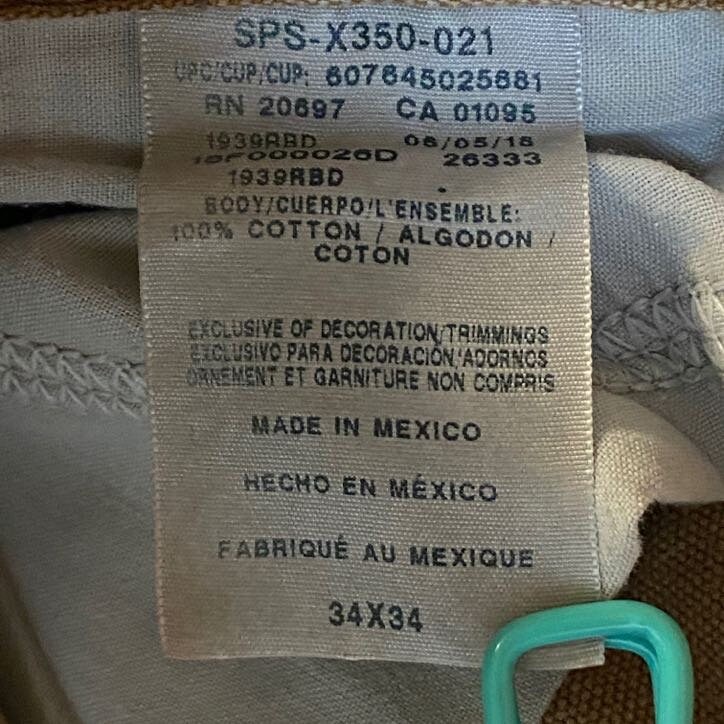 SPS-X350-021
UPC/CUP/CUP: 607645025681
RN 20697 CA 01095
1939RBD 06/05/18
18F000026D 26333
1939RBD
BODY/CUERPO/L'ENSEMBLE:
100% COTTON / ALGODON /
COTON
EXCLUSIVE OF DECORATION/TRIMMINGS
EXCLUSIVO PARA DECORACIÓN/ADORNOS
ORNEMENT ET GARNITURE NON COMPRIS
MADE IN MEXICO
HECHO EN MÉXICO
FABRIQUÉ AU MEXIQUE
34X34